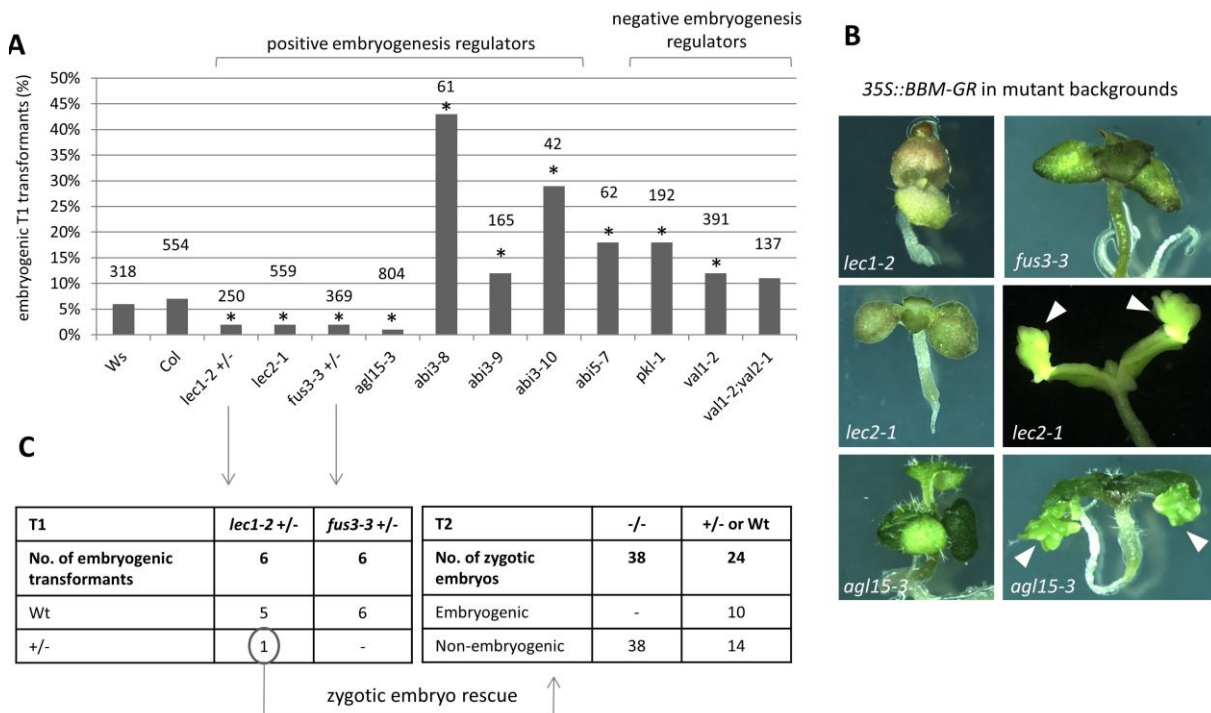 A
positive embryogenesis regulators
negative embryogenesis
regulators
embryogenic T1 transformants (%)
50%
45%
40%
35%
30%
25%
20%
15%
10%
5%
0%
318
554
250
*
559
*
369
*
804
*
61
*
165
*
42
*
62
*
192
*
391
*
137
Ws
Col
lec1-2 +/-
lec2-1
fus3-3 +/-
agl15-3
abi3-8
abi3-9
abi3-10
abi5-7
pkl-1
val1-2
val1-2;val2-1
B
35S::BBM-GR in mutant backgrounds
lec1-2
fus3-3
lec2-1
lec2-1
agl15-3
agl15-3
C
T1 lec1-2 +/- fus3-3 +/-
No. of embryogenic
transformants 6 6
Wt 5 6
+/- 1 -
T2 -/- +/- or Wt
No. of zygotic
embryos 38 24
Embryogenic - 10
Non-embryogenic 38 14
zygotic embryo rescue